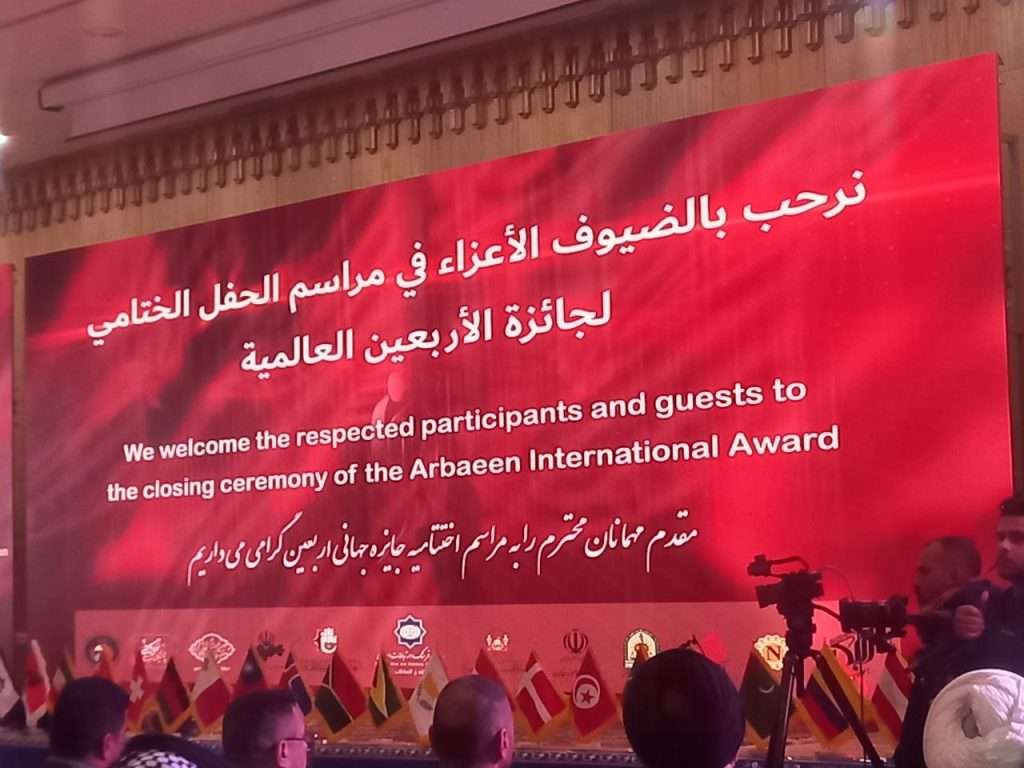 نرحب بالضيوف الأعزاء في مراسم الحفل الختامي
لجائزة الأربعين العالمية
We welcome the respected participants and guests to
the closing ceremony of the Arbaeen International Award
مقدم مهمانان محترم را به مراسم اختتامیه جایزه جهانی اربعین گرامی می داریم
N